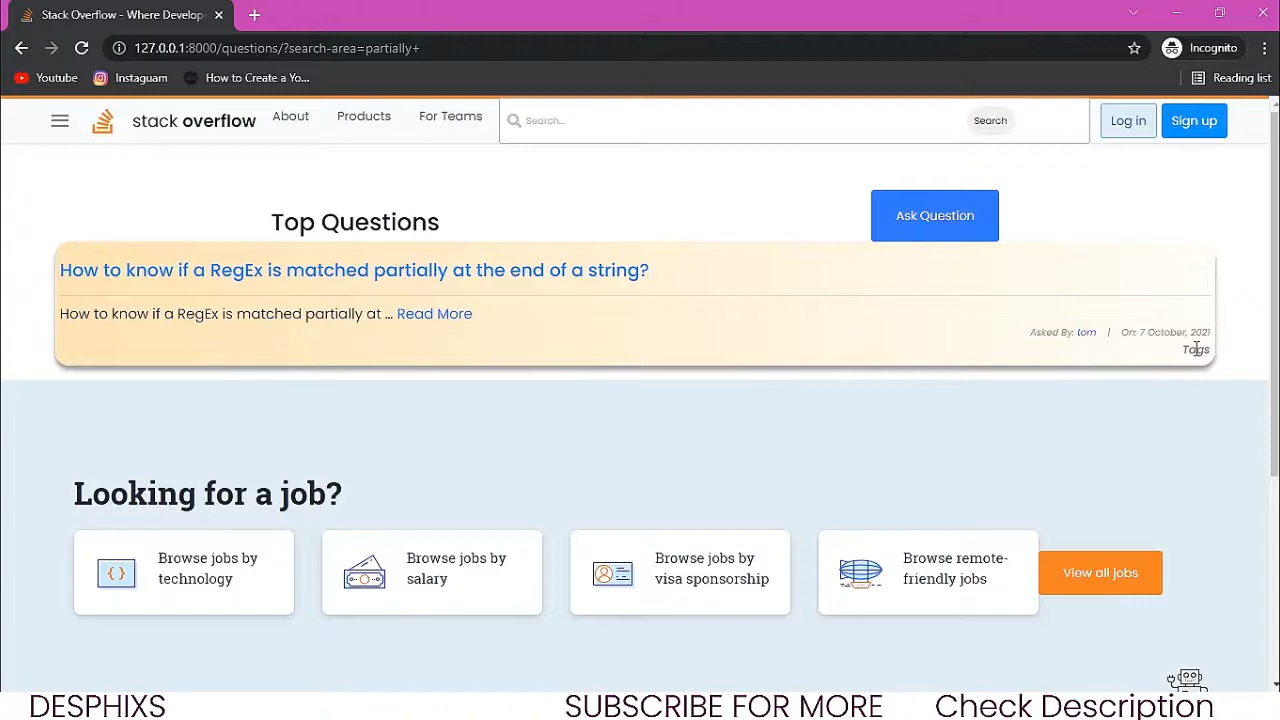 Stack Overflow - Where Develop
127.0.0.1:8000/questions/?search-area=partially+
Incognito
Youtube
Instaguam
How to Create a Yo...
Reading list
stack overflow
About
Products
For Teams
Search...
Search
Log in
Sign up
Top Questions
Ask Question
How to know if a RegEx is matched partially at the end of a string?
How to know if a RegEx is matched partially at ... Read More
Asked By: tom | On: 7 October, 2021
Tags
Looking for a job?
Browse jobs by
technology
Browse jobs by
salary
Browse jobs by
visa sponsorship
Browse remote-
friendly jobs
View all jobs
DESPHIXS
SUBSCRIBE FOR MORE
Check Description